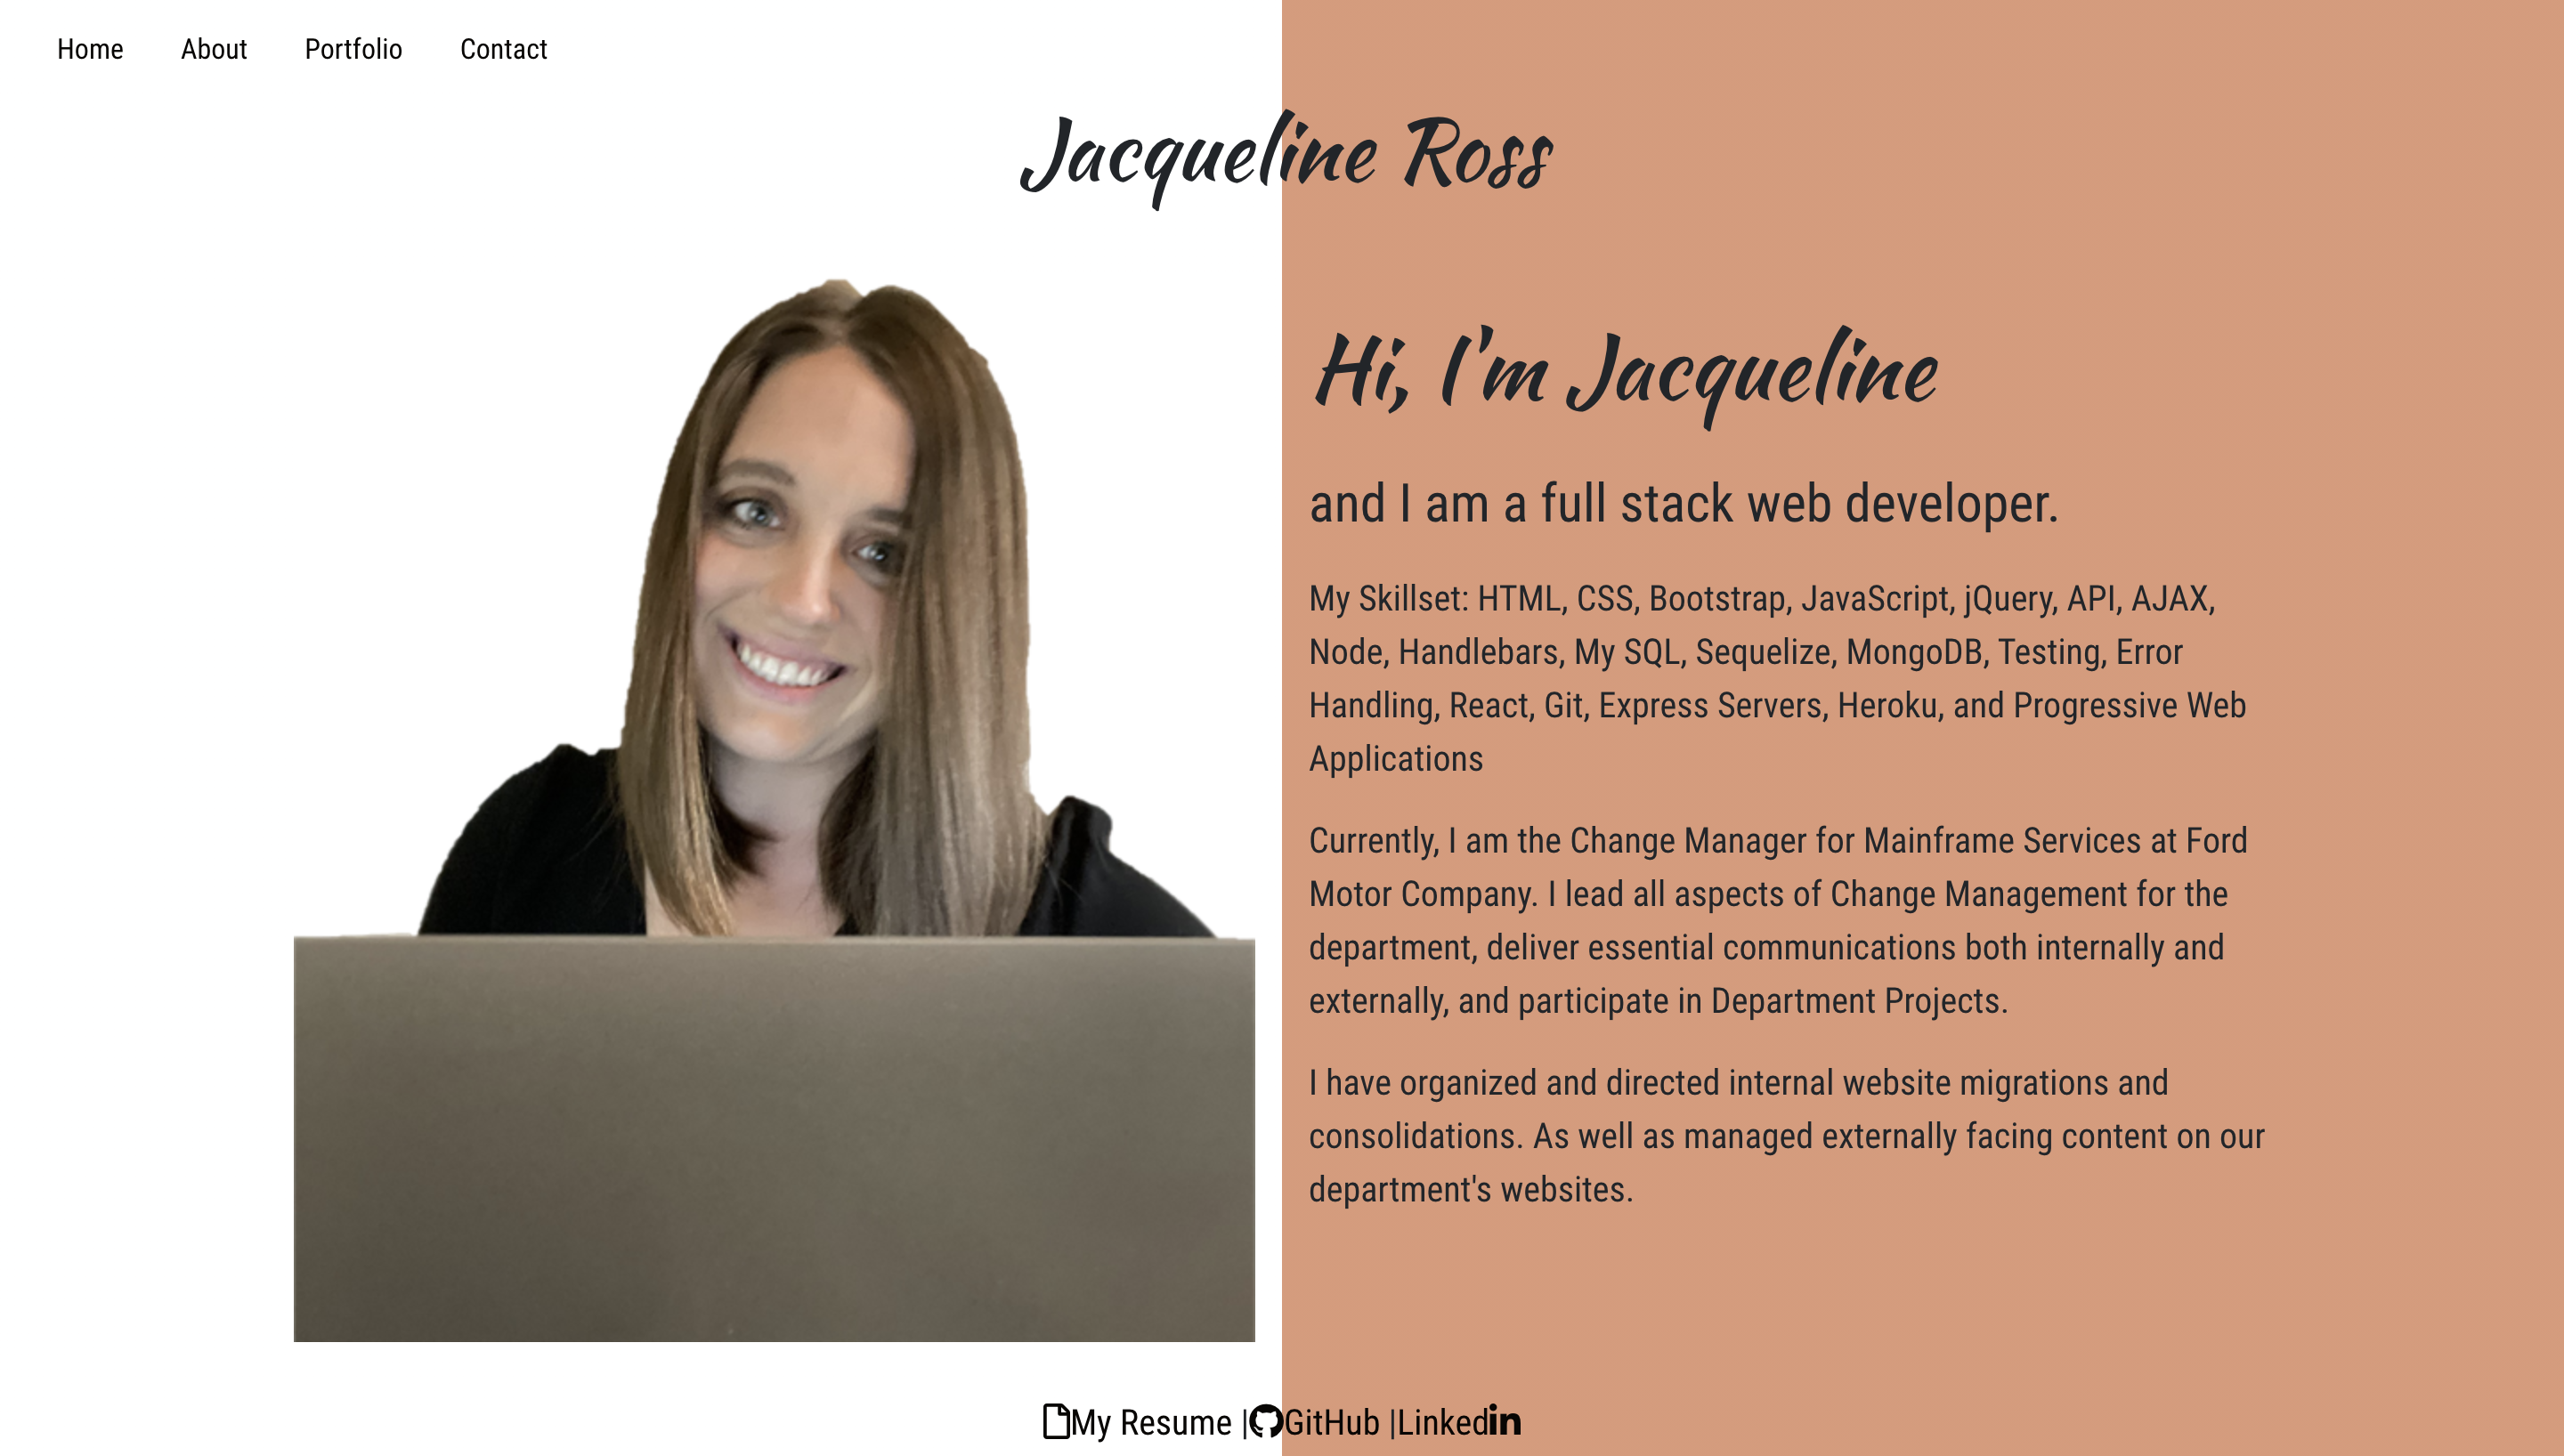 Home About Portfolio Contact
Jacqueline Ross
Hi, I'm Jacqueline
and I am a full stack web developer.
My Skillset: HTML, CSS, Bootstrap, JavaScript, jQuery, API, AJAX,
Node, Handlebars, My SQL, Sequelize, MongoDB, Testing, Error
Handling, React, Git, Express Servers, Heroku, and Progressive Web
Applications
Currently, I am the Change Manager for Mainframe Services at Ford
Motor Company. I lead all aspects of Change Management for the
department, deliver essential communications both internally and
externally, and participate in Department Projects.
I have organized and directed internal website migrations and
consolidations. As well as managed externally facing content on our
department's websites.
My Resume | GitHub | Linkedin